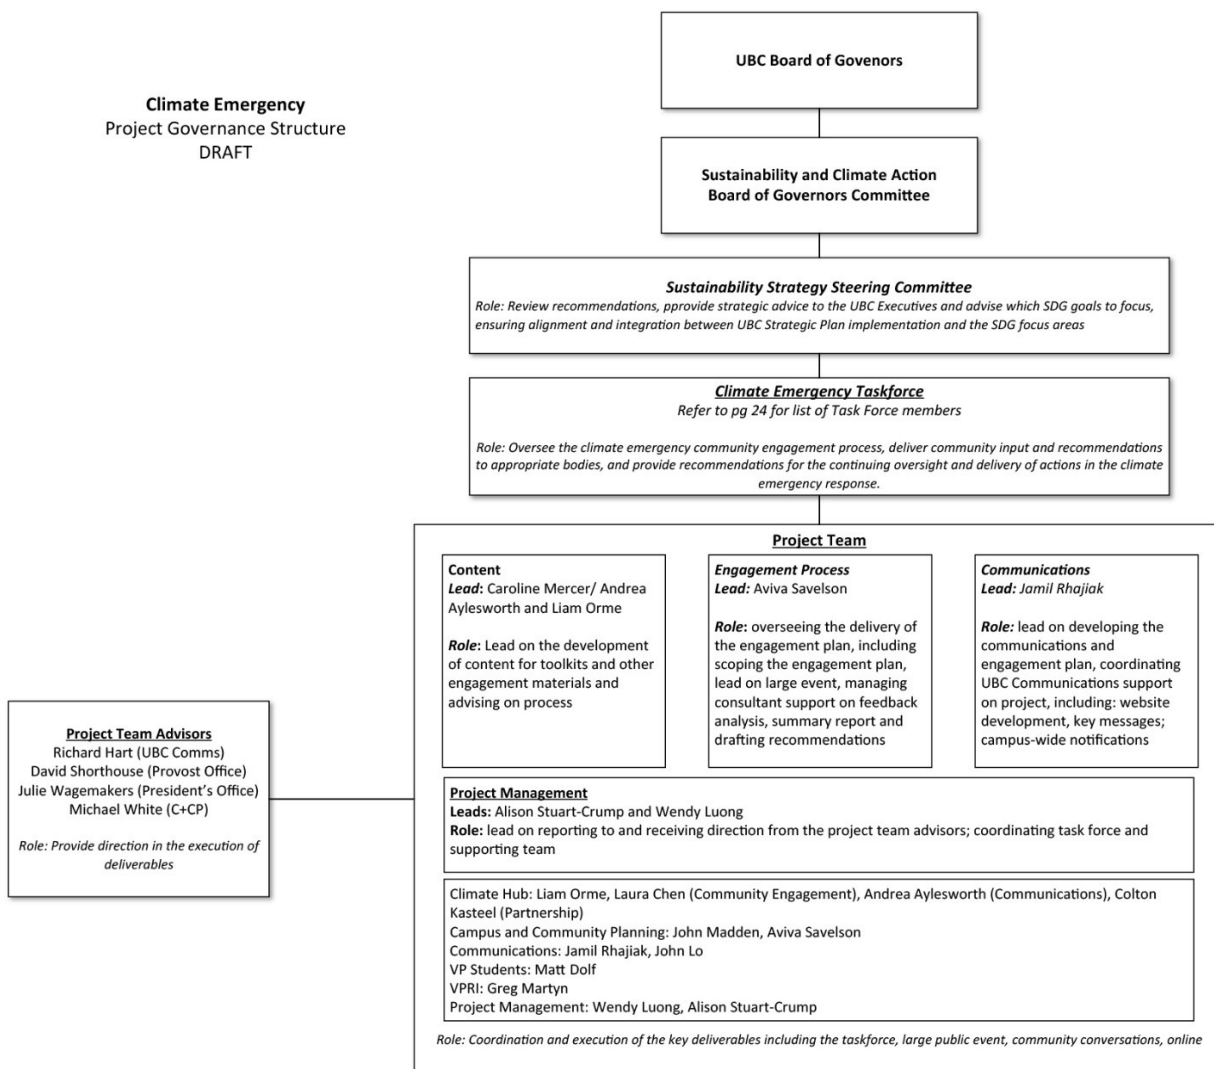 Climate Emergency
Project Governance Structure
DRAFT
UBC Board of Govenors
Sustainability and Climate Action
Board of Governors Committee
Sustainability Strategy Steering Committee
Role: Review recommendations, pprovide strategic advice to the UBC Executives and advise which SDG goals to focus,
ensuring alignment and integration between UBC Strategic Plan implementation and the SDG focus areas
Climate Emergency Taskforce
Refer to pg 24 for list of Task Force members
Role: Oversee the climate emergency community engagement process, deliver community input and recommendations
to appropriate bodies, and provide recommendations for the continuing oversight and delivery of actions in the climate
emergency response.
Project Team
Content
Lead: Caroline Mercer/ Andrea
Aylesworth and Liam Orme
Role: Lead on the development
of content for toolkits and other
engagement materials and
advising on process
Engagement Process
Lead: Aviva Savelson
Role: overseeing the delivery of
the engagement plan, including
scoping the engagement plan,
lead on large event, managing
consultant support on feedback
analysis, summary report and
drafting recommendations
Communications
Lead: Jamil Rhajiak
Role: lead on developing the
communications and
engagement plan, coordinating
UBC Communications support
on project, including: website
development, key messages;
campus-wide notifications
Project Team Advisors
Richard Hart (UBC Comms)
David Shorthouse (Provost Office)
Julie Wagemakers (President's Office)
Michael White (C+CP)
Role: Provide direction in the execution of
deliverables
Project Management
Leads: Alison Stuart-Crump and Wendy Luong
Role: lead on reporting to and receiving direction from the project team advisors; coordinating task force and
supporting team
Climate Hub: Liam Orme, Laura Chen (Community Engagement), Andrea Aylesworth (Communications), Colton
Kasteel (Partnership)
Campus and Community Planning: John Madden, Aviva Savelson
Communications: Jamil Rhajiak, John Lo
VP Students: Matt Dolf
VPRI: Greg Martyn
Project Management: Wendy Luong, Alison Stuart-Crump
Role: Coordination and execution of the key deliverables including the taskforce, large public event, community conversations, online